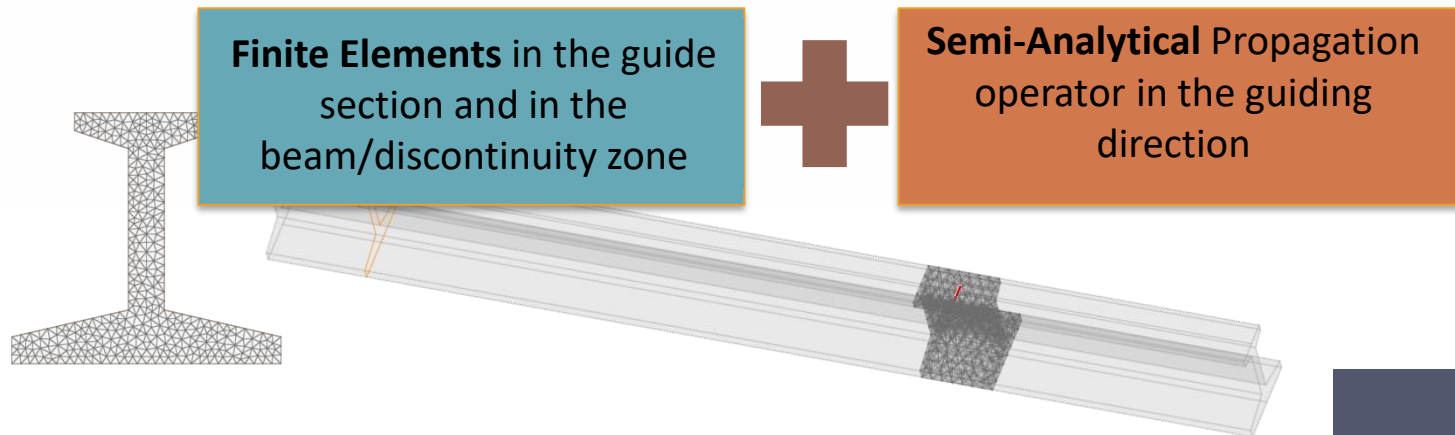 Finite Elements in the guide
section and in the
beam/discontinuity zone
Semi-Analytical Propagation
operator in the guiding
direction